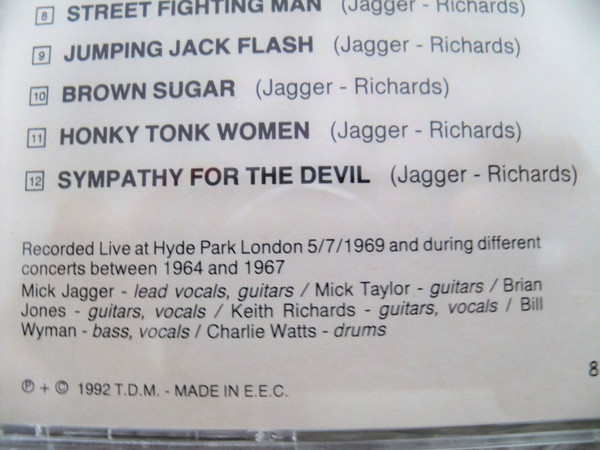 8 STREET FIGHTING MAN (Jagger - Richards)
9 JUMPING JACK FLASH (Jagger - Richards)
10 BROWN SUGAR (Jagger - Richards)
11 HONKY TONK WOMEN (Jagger - Richards)
12 SYMPATHY FOR THE DEVIL (Jagger - Richards)
Recorded Live at Hyde Park London 5/7/1969 and during different
concerts between 1964 and 1967
Mick Jagger - lead vocals, guitars / Mick Taylor - guitars / Brian
Jones - guitars, vocals / Keith Richards - guitars, vocals / Bill
Wyman - bass, vocals / Charlie Watts - drums
8
℗ + © 1992 T.D.M. - MADE IN E.E.C.